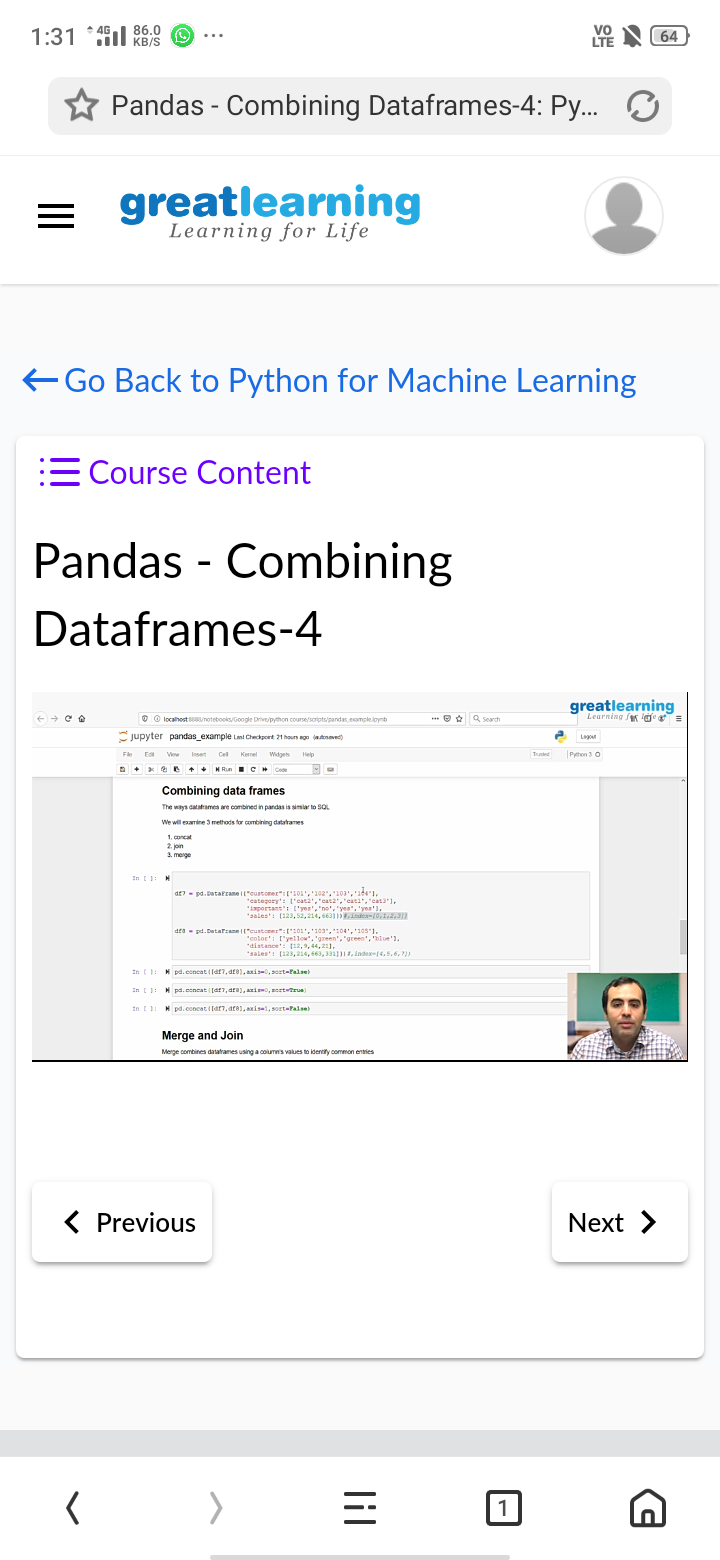 1:31 4G 86.0 KB/S ... VO LTE 64
Pandas - Combining Dataframes-4: Py...
greatlearning
Learning for Life
Go Back to Python for Machine Learning
Course Content
Pandas - Combining
Dataframes-4
greatlearning
Learning for Life
localhost:8888/notebooks/Google Drive/python course/scripts/pandas_example.ipynb
Search
jupyter pandas_example Last Checkpoint: 21 hours ago (autosaved)
Logout
File Edit View Insert Cell Kernel Widgets Help
Trusted
Python 3
Run Code
Combining data frames
The ways dataframes are combined in pandas is similar to SQL
We will examine 3 methods for combining dataframes
1. concat
2. join
3. merge
In [ ]:
df7 = pd.DataFrame({"customer":['101','102','103','104'],
'category': ['cat2','cat2','cat1','cat3'],
'important': ['yes','no','yes','yes'],
'sales': [123,52,214,663]})#,index=[0,1,2,3])
df8 = pd.DataFrame({"customer":['101','103','104','105'],
'color': ['yellow','green','green','blue'],
'distance': [12,9,44,21],
'sales': [123,214,663,331]})#,index=[4,5,6,7])
In [ ]: pd.concat([df7,df8],axis=0,sort=False)
In [ ]: pd.concat([df7,df8],axis=0,sort=True)
In [ ]: pd.concat([df7,df8],axis=1,sort=False)
Merge and Join
Merge combines dataframes using a column's values to identify common entries
Previous
Next
1